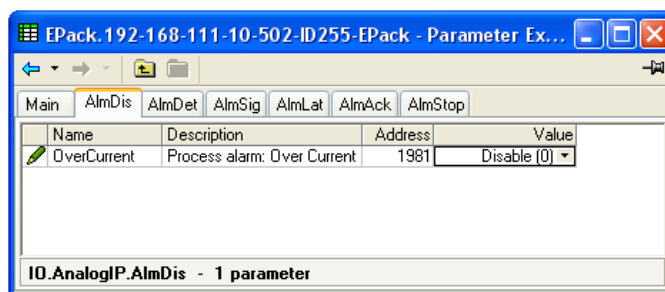 EPack.192-168-111-10-502-ID255-EPack - Parameter Ex...
Main AlmDis AlmDet AlmSig AlmLat AlmAck AlmStop
Name Description Address Value
OverCurrent Process alarm: Over Current 1981 Disable (0)
IO.AnalogIP.AlmDis - 1 parameter